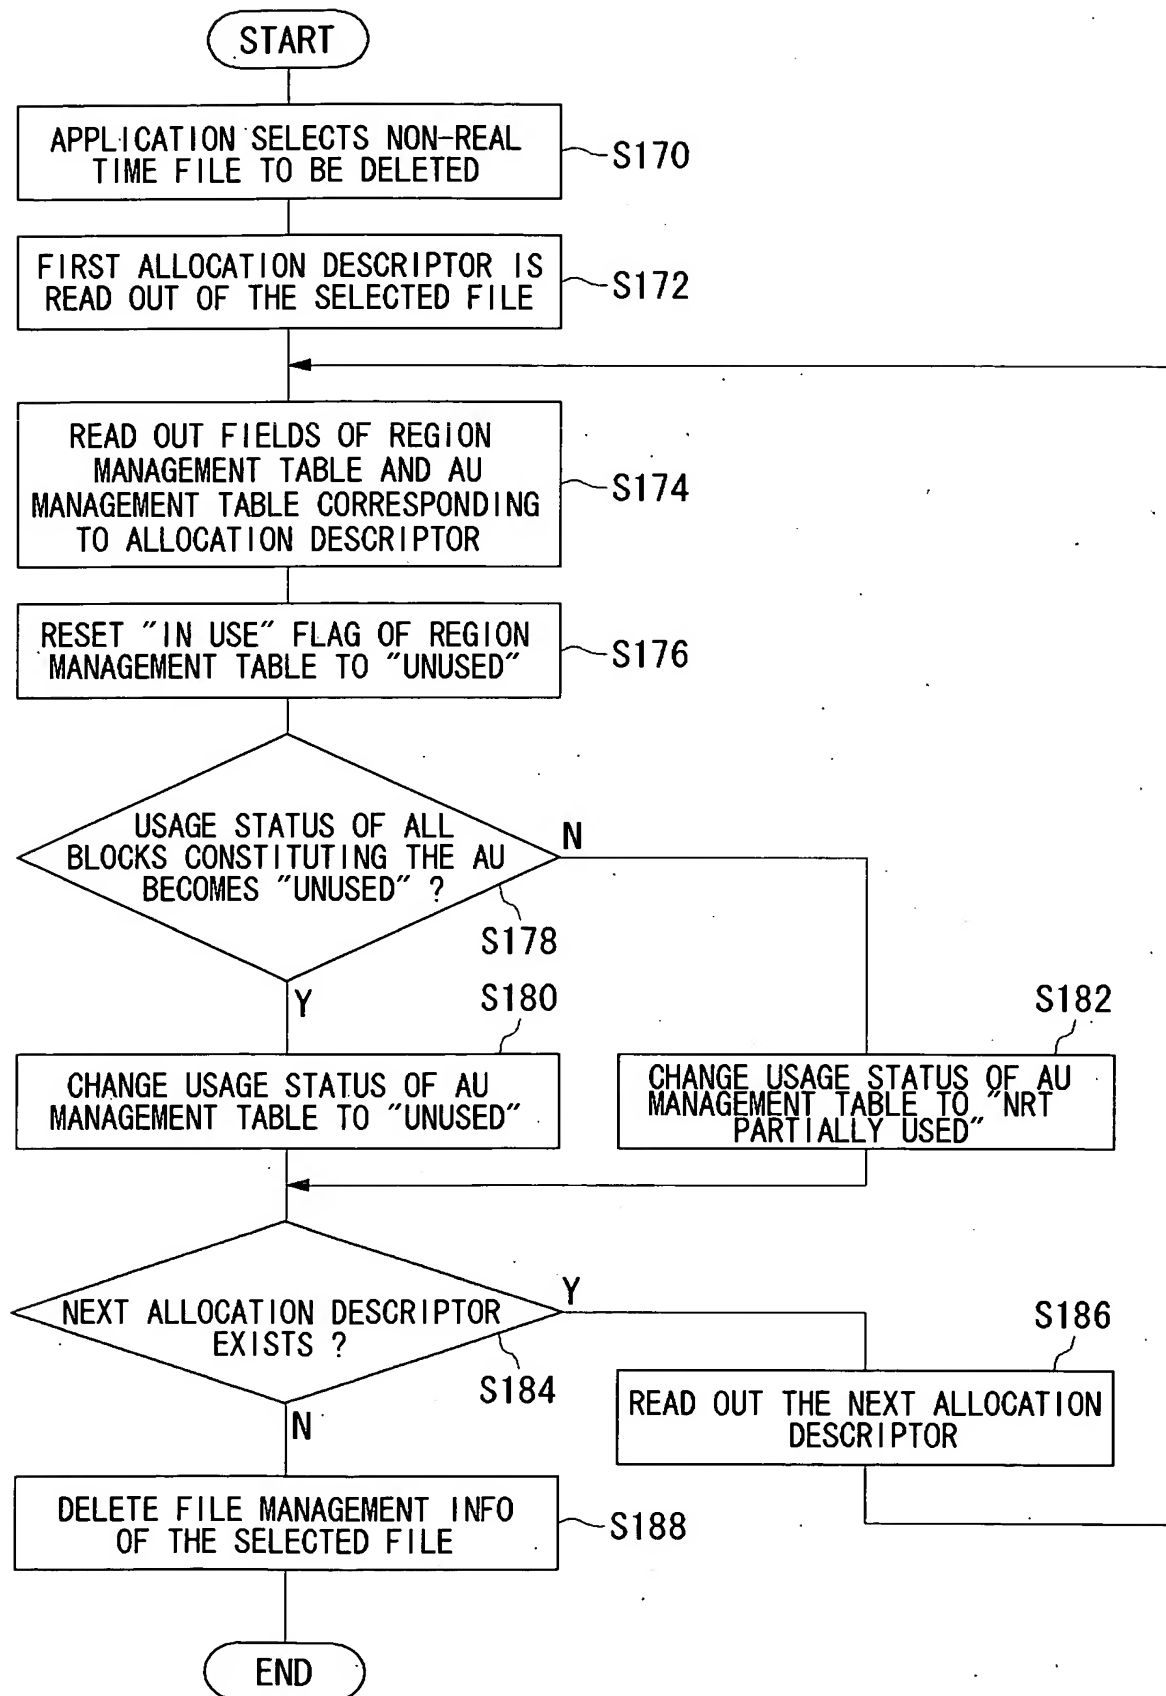 START
APPLICATION SELECTS NON-REAL
TIME FILE TO BE DELETED
S170
FIRST ALLOCATION DESCRIPTOR IS
READ OUT OF THE SELECTED FILE
S172
READ OUT FIELDS OF REGION
MANAGEMENT TABLE AND AU
MANAGEMENT TABLE CORRESPONDING
TO ALLOCATION DESCRIPTOR
S174
RESET "IN USE" FLAG OF REGION
MANAGEMENT TABLE TO "UNUSED"
S176
USAGE STATUS OF ALL
BLOCKS CONSTITUTING THE AU
BECOMES "UNUSED" ?
N
S178
Y
S180
CHANGE USAGE STATUS OF AU
MANAGEMENT TABLE TO "UNUSED"
S182
CHANGE USAGE STATUS OF AU
MANAGEMENT TABLE TO "NRT
PARTIALLY USED"
NEXT ALLOCATION DESCRIPTOR
EXISTS ?
Y
S184
N
S186
READ OUT THE NEXT ALLOCATION
DESCRIPTOR
DELETE FILE MANAGEMENT INFO
OF THE SELECTED FILE
S188
END